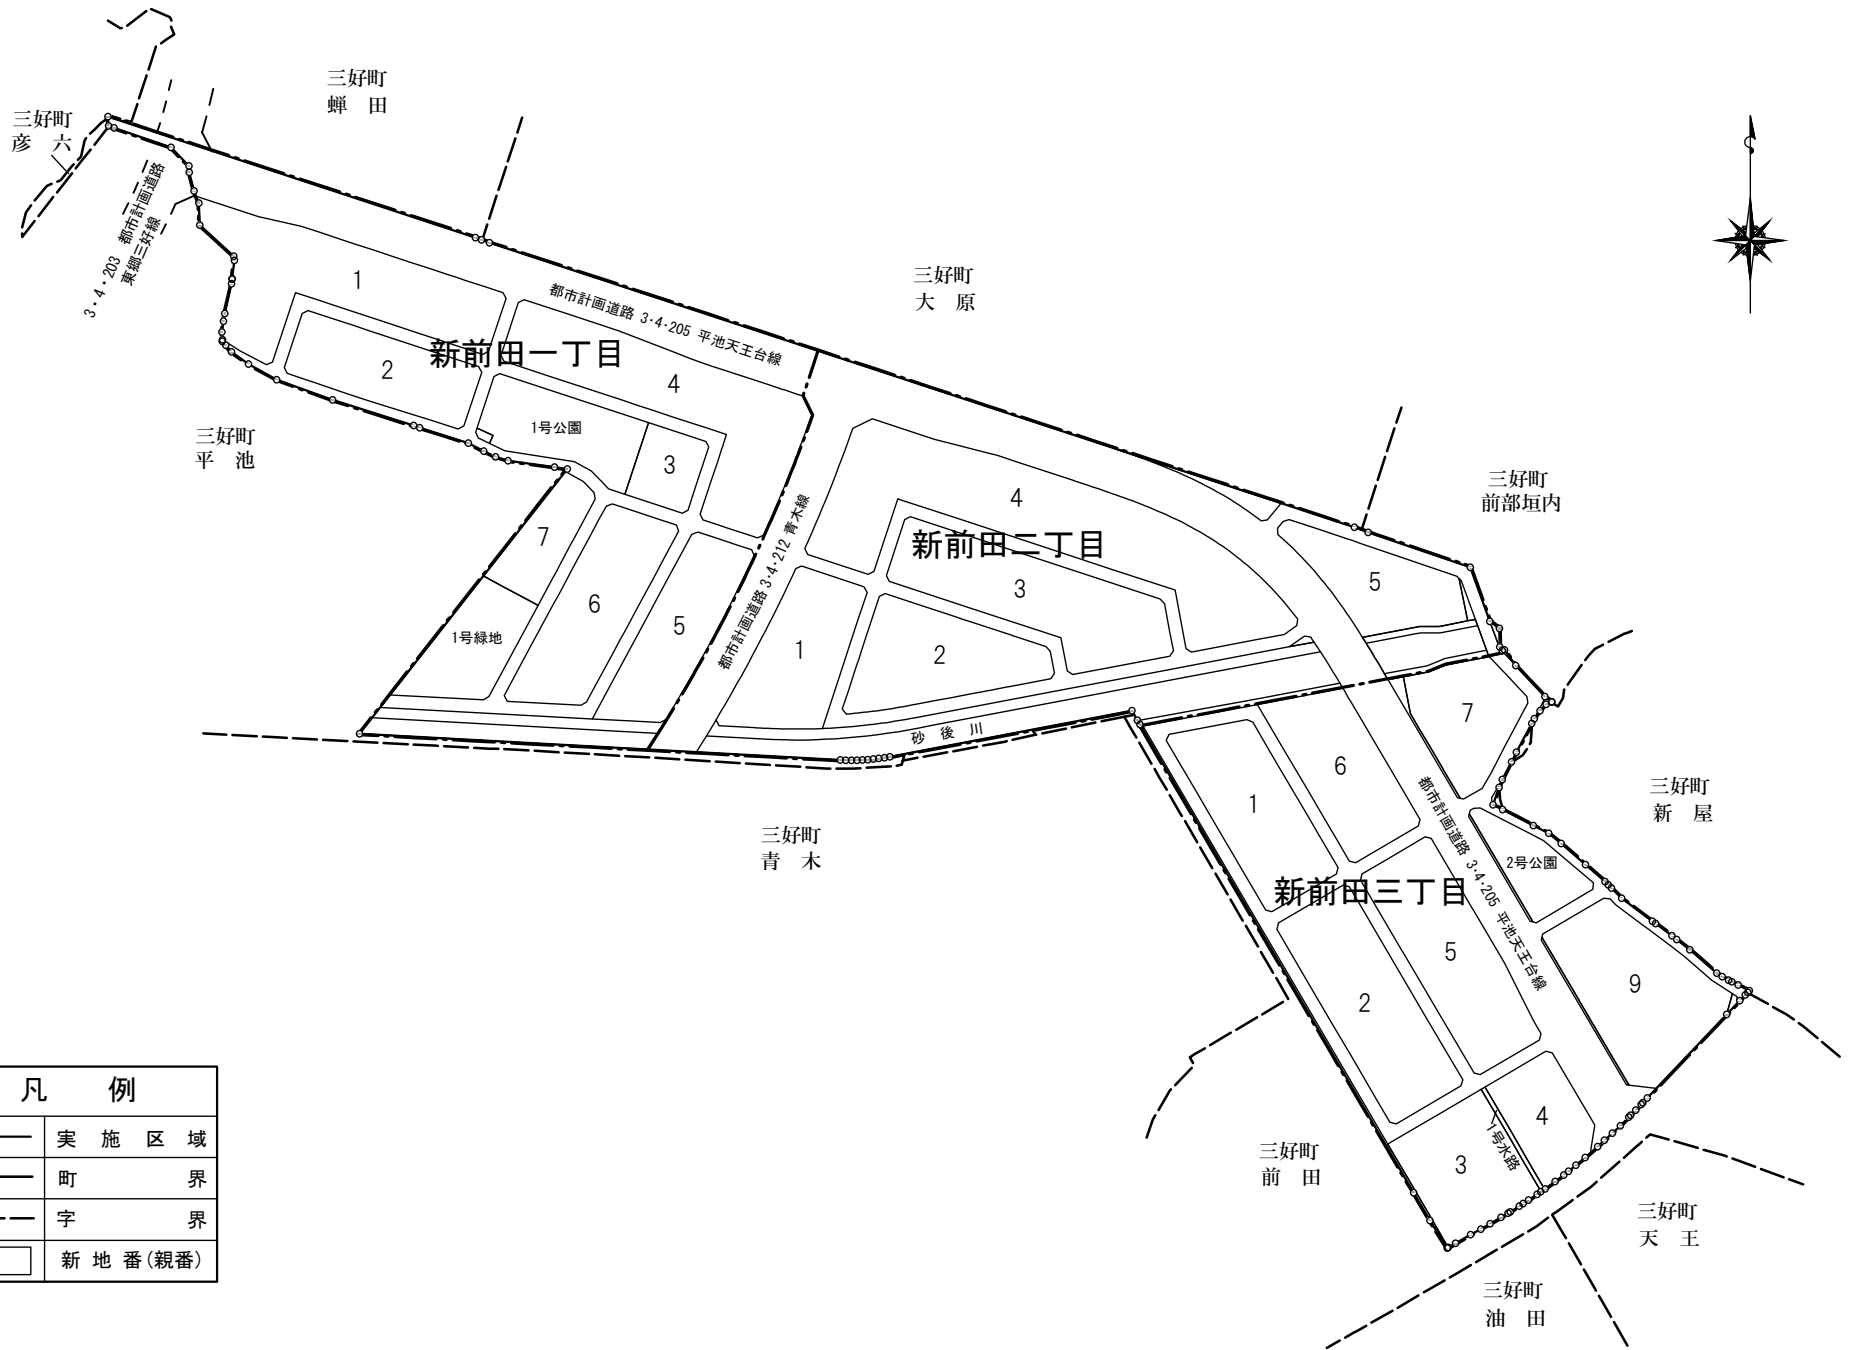 三好町
蝉 田
三好町
彦 六
3・4・203 都市計画道路
東郷三好線
三好町
大 原
都市計画道路 3・4・205 平池天王台線
1
2
新前田一丁目
4
1号公園
3
三好町
平 池
7
6
5
1号緑地
都市計画道路 3・4・212 青木線
4
新前田二丁目
3
1
2
5
三好町
前部垣内
砂 後 川
三好町
青 木
7
6
1
三好町
新 屋
都市計画道路 3・4・205 平池天王台線
2号公園
新前田三丁目
5
2
9
4
3
1号水路
三好町
前 田
三好町
天 王
三好町
油 田
凡 例
実 施 区 域
町 界
字 界
新 地 番(親番)